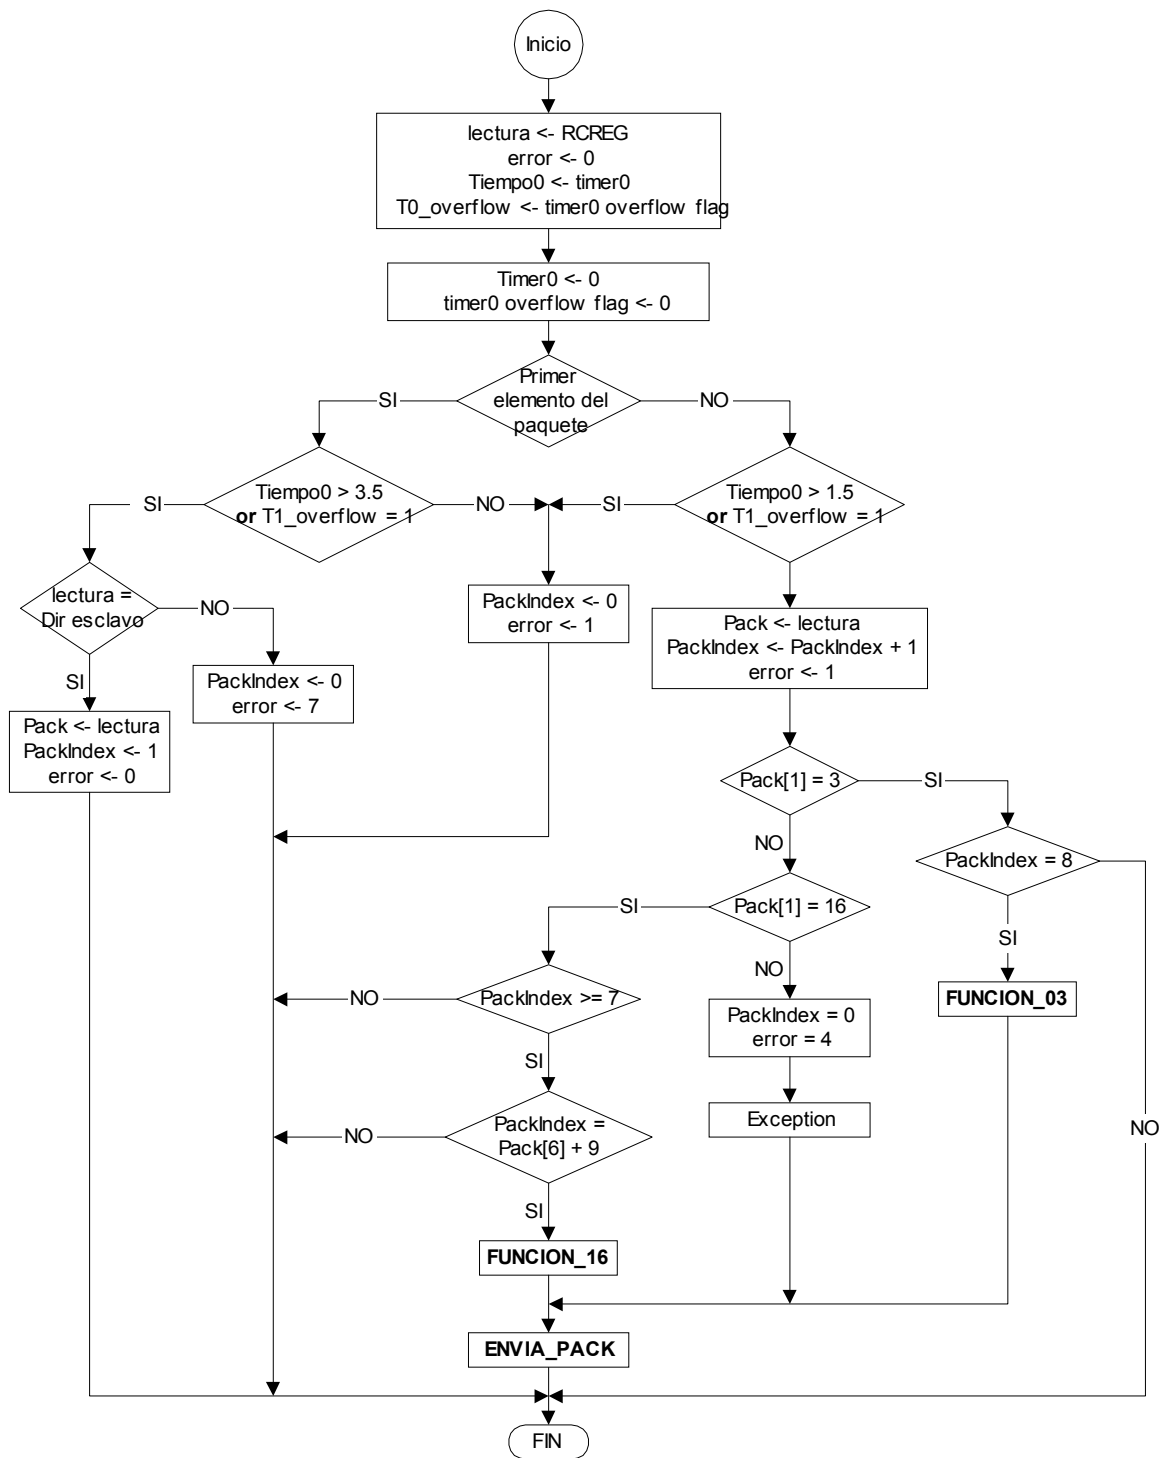 Inicio
lectura <- RCREG
error <- 0
Tiempo0 <- timer0
T0_overflow <- timer0 overflow flag
Timer0 <- 0
timer0 overflow flag <- 0
Primer
elemento del
paquete
SI
NO
Tiempo0 > 3.5
or T1_overflow = 1
SI
NO
Tiempo0 > 1.5
or T1_overflow = 1
SI
lectura =
Dir esclavo
NO
SI
PackIndex <- 0
error <- 1
Pack <- lectura
PackIndex <- PackIndex + 1
error <- 1
PackIndex <- 0
error <- 7
Pack <- lectura
PackIndex <- 1
error <- 0
Pack[1] = 3
SI
NO
PackIndex = 8
SI
NO
Pack[1] = 16
SI
NO
PackIndex >= 7
NO
SI
PackIndex = 0
error = 4
FUNCION_03
Exception
PackIndex =
Pack[6] + 9
NO
SI
FUNCION_16
ENVIA_PACK
FIN